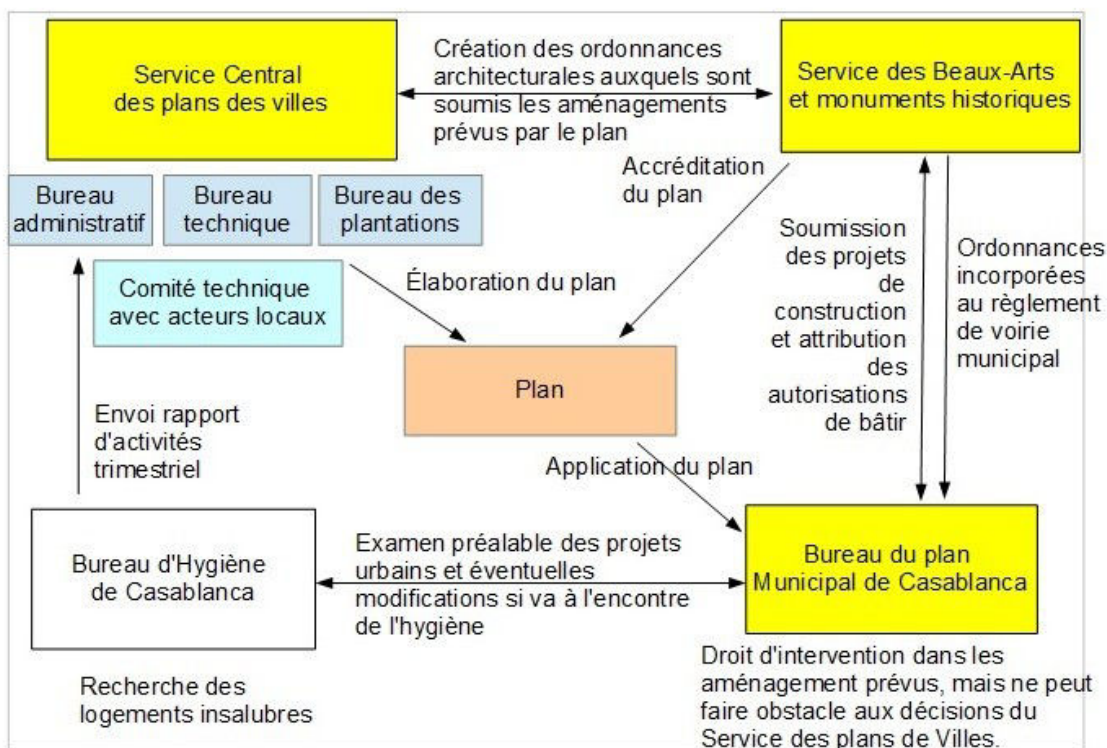 Service Central
des plans des villes
Création des ordonnances
architecturales auxquels sont
soumis les aménagements
prévus par le plan
Service des Beaux-Arts
et monuments historiques
Bureau
administratif
Bureau
technique
Bureau des
plantations
Comité technique
avec acteurs locaux
Accréditation
du plan
Élaboration du plan
Soumission
des projets
de
construction
et attribution
des
autorisations
de bâtir
Ordonnances
incorporées
au règlement
de voirie
municipal
Plan
Envoi rapport
d'activités
trimestriel
Application du plan
Bureau d'Hygiène
de Casablanca
Examen préalable des projets
urbains et éventuelles
modifications si va à l'encontre
de l'hygiène
Bureau du plan
Municipal de Casablanca
Recherche des
logements insalubres
Droit d'intervention dans les
aménagement prévus, mais ne peut
faire obstacle aux décisions du
Service des plans de Villes.